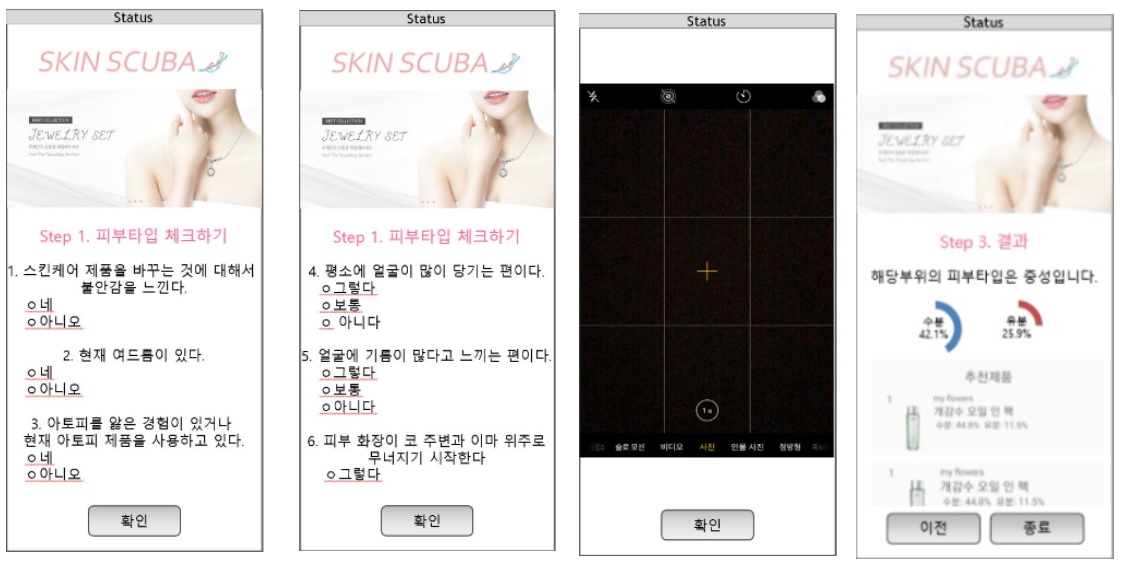 Status
SKIN SCUBA
BEST COLLECTION
JEWELRY SET
Step 1. 피부타입 체크하기
1. 스킨케어 제품을 바꾸는 것에 대해서
불안감을 느낀다.
ㅇ네
ㅇ아니오
2. 현재 여드름이 있다.
ㅇ네
ㅇ아니오
3. 아토피를 앓은 경험이 있거나
현재 아토피 제품을 사용하고 있다.
ㅇ네
ㅇ아니오
확인
Status
SKIN SCUBA
BEST COLLECTION
JEWELRY SET
Step 1. 피부타입 체크하기
4. 평소에 얼굴이 많이 당기는 편이다.
ㅇ그렇다
ㅇ보통
ㅇ 아니다
5. 얼굴에 기름이 많다고 느끼는 편이다.
ㅇ그렇다
ㅇ보통
ㅇ아니다
6. 피부 화장이 코 주변과 이마 위주로
무너지기 시작한다
ㅇ그렇다
확인
Status
1x
슬로 모션 비디오 사진 인물 사진 정방형
확인
Status
SKIN SCUBA
JEWELRY SET
Step 3. 결과
해당부위의 피부타입은 중성입니다.
수분 유분
42.1% 25.9%
추천제품
1 my flowers
개감수 오일 인 팩
수분: 44.8% 유분: 11.5%
1 my flowers
개감수 오일 인 팩
수분: 44.8% 유분: 11.5%
이전 종료